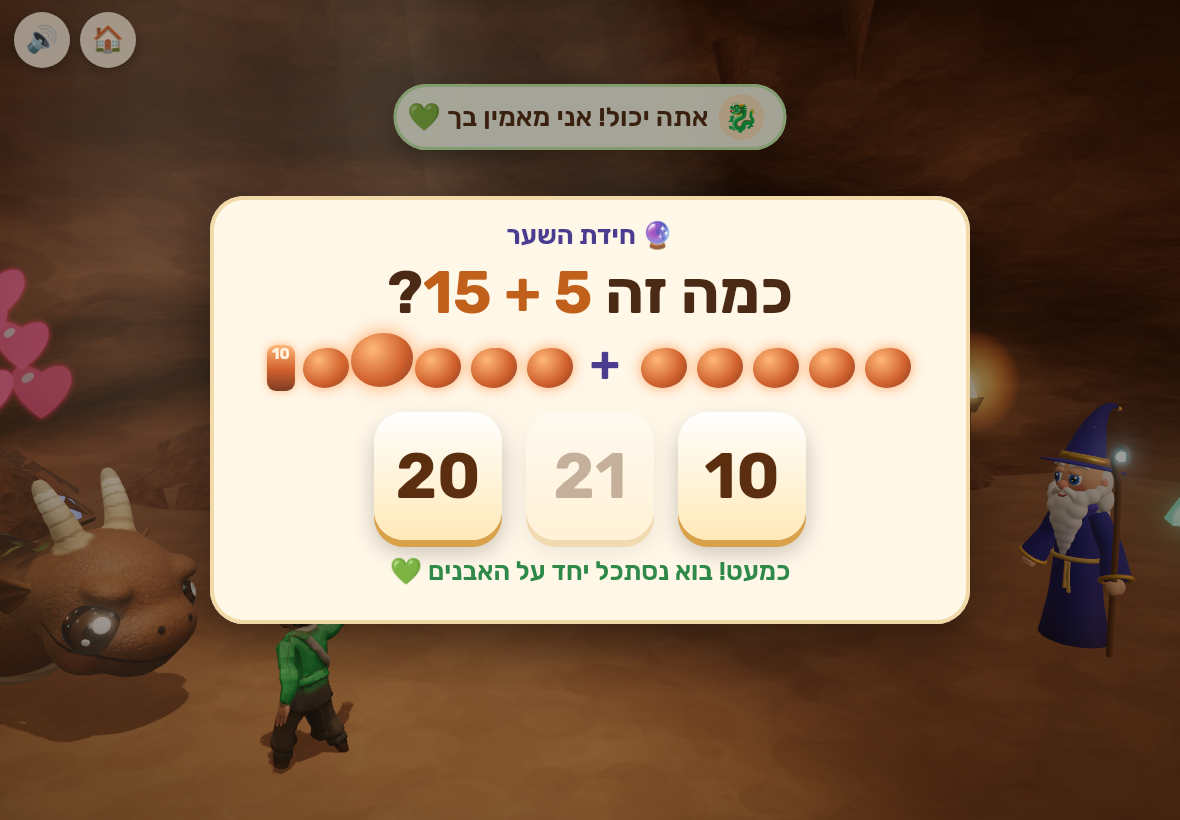 אתה יכול! אני מאמין בך
חידת השער
כמה זה 15 + 5?
10
+
20 21 10
כמעט! בוא נסתכל יחד על האבנים